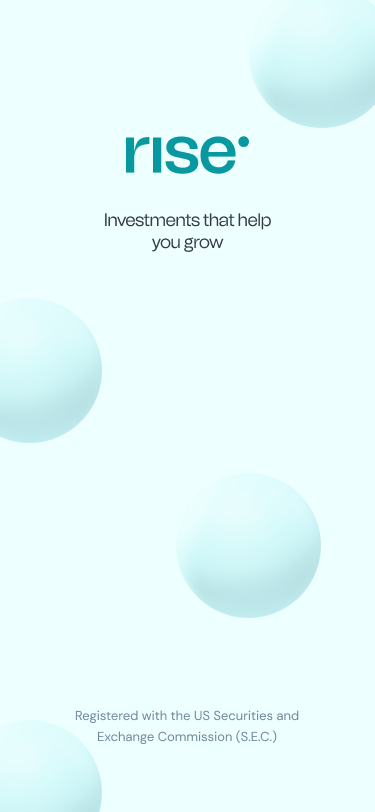 rise
Investments that help
you grow
Registered with the US Securities and
Exchange Commission (S.E.C.)